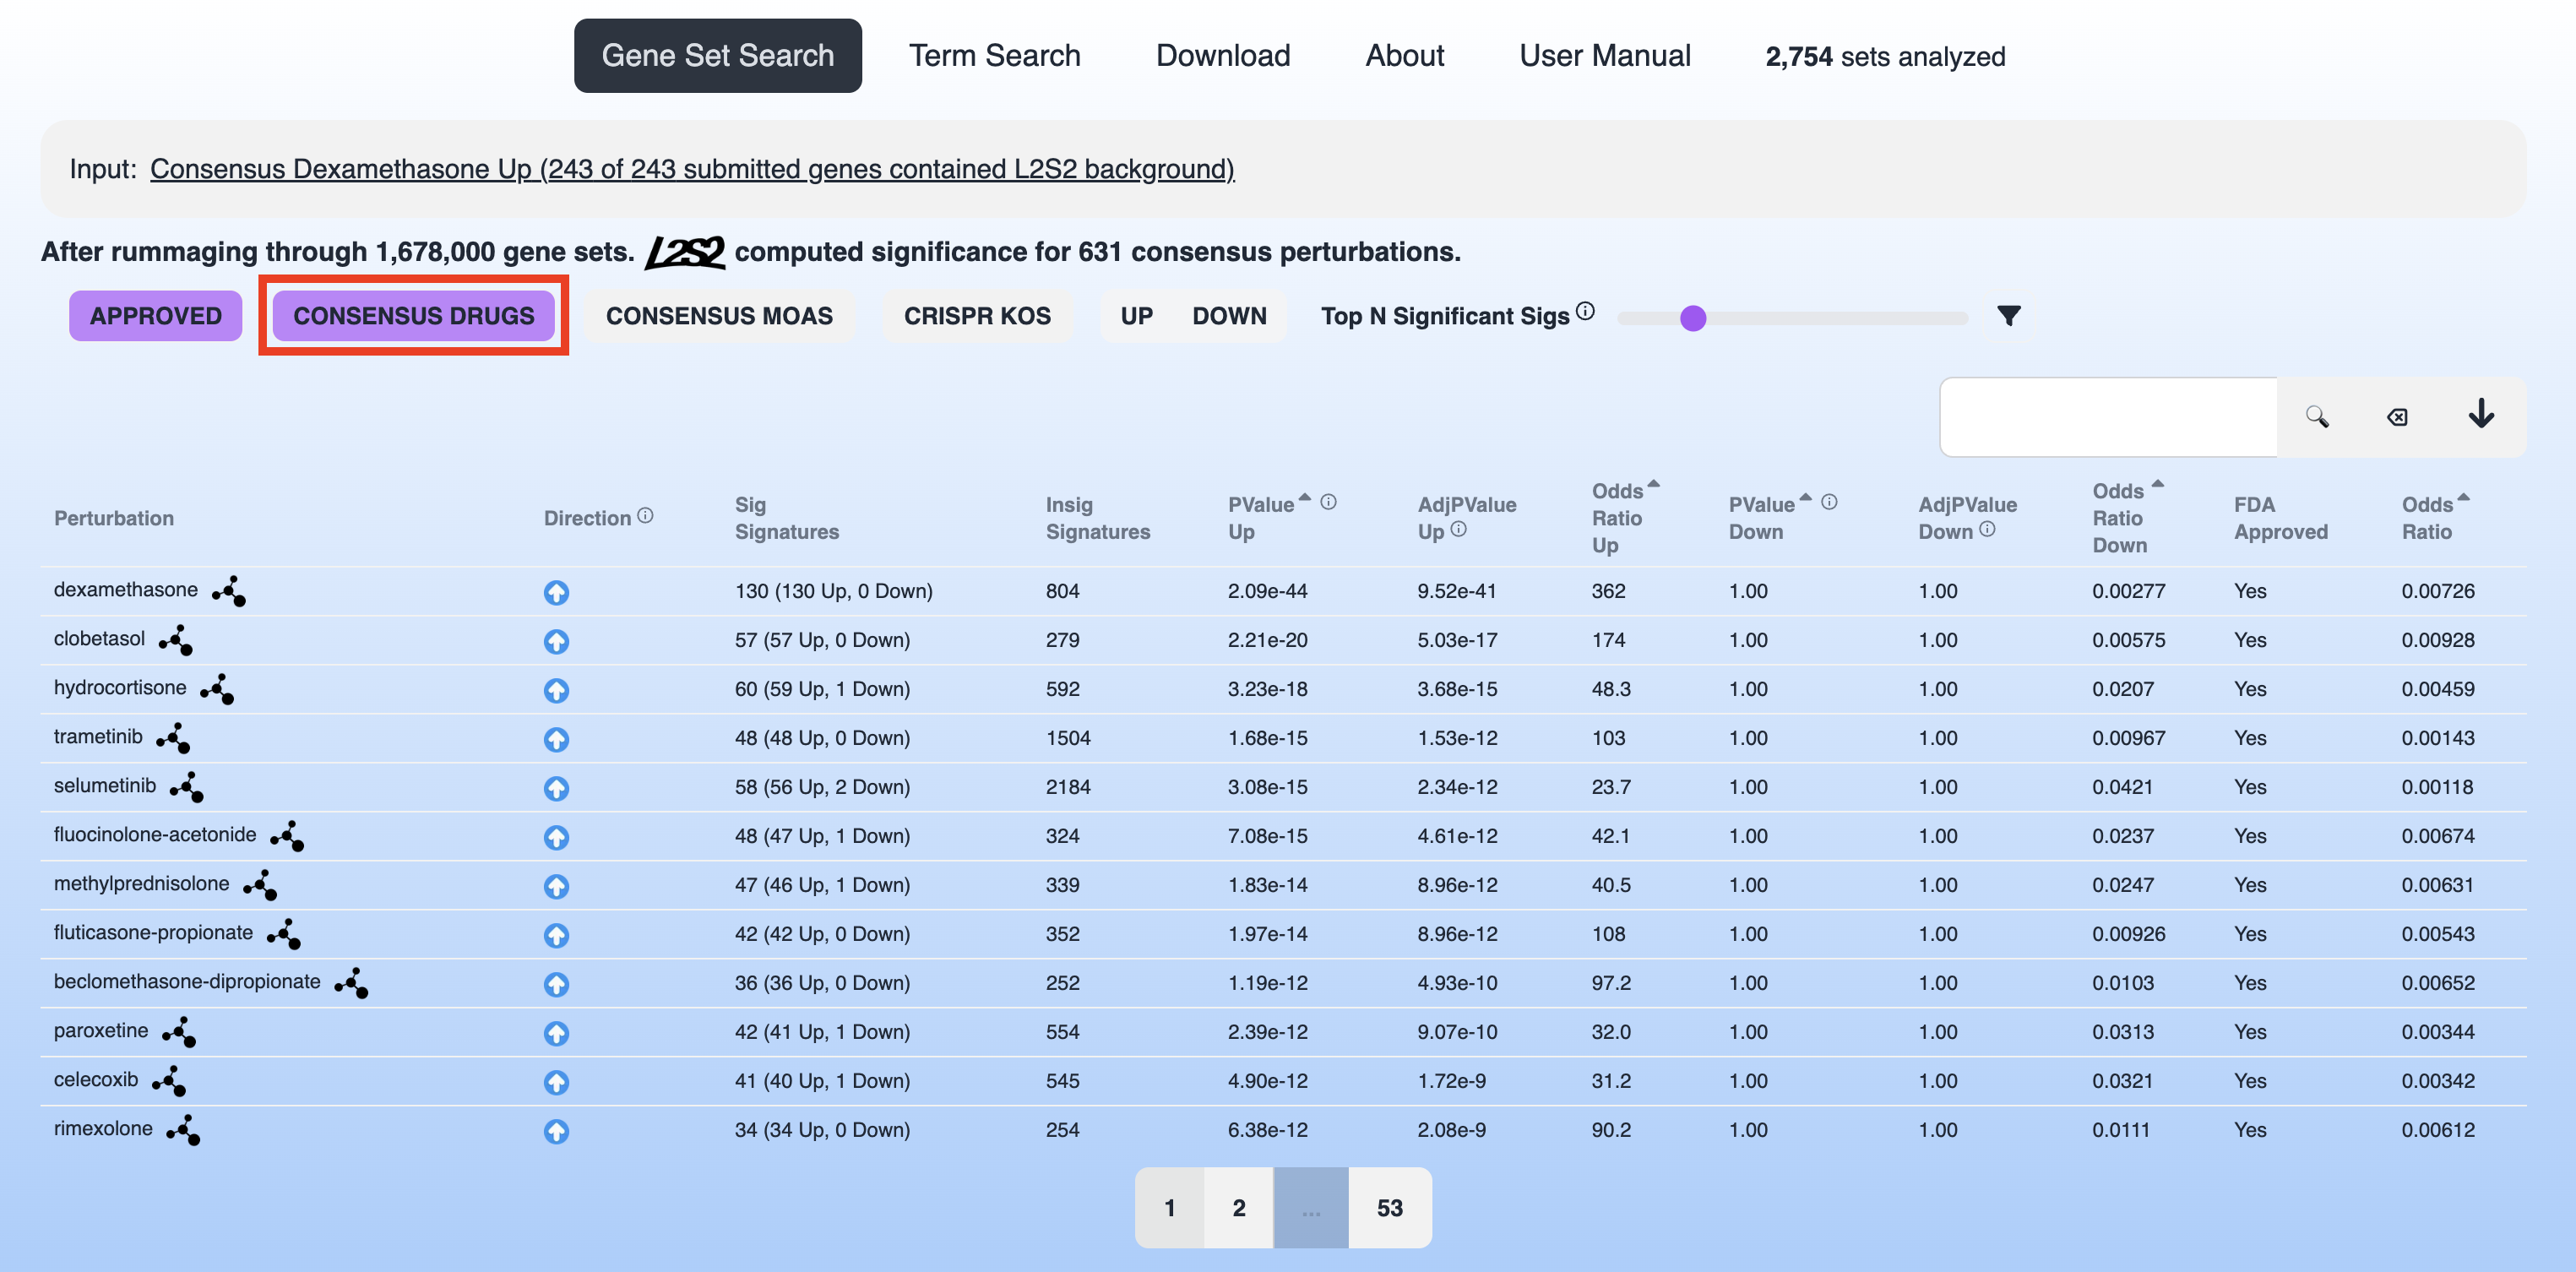 Gene Set Search Term Search Download About User Manual 2,754 sets analyzed
Input: Consensus Dexamethasone Up (243 of 243 submitted genes contained L2S2 background)
After rummaging through 1,678,000 gene sets. L2S2 computed significance for 631 consensus perturbations.
APPROVED CONSENSUS DRUGS CONSENSUS MOAS CRISPR KOS UP DOWN Top N Significant Sigs
Perturbation Direction Sig Signatures Insig Signatures PValue Up AdjPValue Up Odds Ratio Up PValue Down AdjPValue Down Odds Ratio Down FDA Approved Odds Ratio
dexamethasone 130 (130 Up, 0 Down) 804 2.09e-44 9.52e-41 362 1.00 1.00 0.00277 Yes 0.00726
clobetasol 57 (57 Up, 0 Down) 279 2.21e-20 5.03e-17 174 1.00 1.00 0.00575 Yes 0.00928
hydrocortisone 60 (59 Up, 1 Down) 592 3.23e-18 3.68e-15 48.3 1.00 1.00 0.0207 Yes 0.00459
trametinib 48 (48 Up, 0 Down) 1504 1.68e-15 1.53e-12 103 1.00 1.00 0.00967 Yes 0.00143
selumetinib 58 (56 Up, 2 Down) 2184 3.08e-15 2.34e-12 23.7 1.00 1.00 0.0421 Yes 0.00118
fluocinolone-acetonide 48 (47 Up, 1 Down) 324 7.08e-15 4.61e-12 42.1 1.00 1.00 0.0237 Yes 0.00674
methylprednisolone 47 (46 Up, 1 Down) 339 1.83e-14 8.96e-12 40.5 1.00 1.00 0.0247 Yes 0.00631
fluticasone-propionate 42 (42 Up, 0 Down) 352 1.97e-14 8.96e-12 108 1.00 1.00 0.00926 Yes 0.00543
beclomethasone-dipropionate 36 (36 Up, 0 Down) 252 1.19e-12 4.93e-10 97.2 1.00 1.00 0.0103 Yes 0.00652
paroxetine 42 (41 Up, 1 Down) 554 2.39e-12 9.07e-10 32.0 1.00 1.00 0.0313 Yes 0.00344
celecoxib 41 (40 Up, 1 Down) 545 4.90e-12 1.72e-9 31.2 1.00 1.00 0.0321 Yes 0.00342
rimexolone 34 (34 Up, 0 Down) 254 6.38e-12 2.08e-9 90.2 1.00 1.00 0.0111 Yes 0.00612
1 2 ... 53